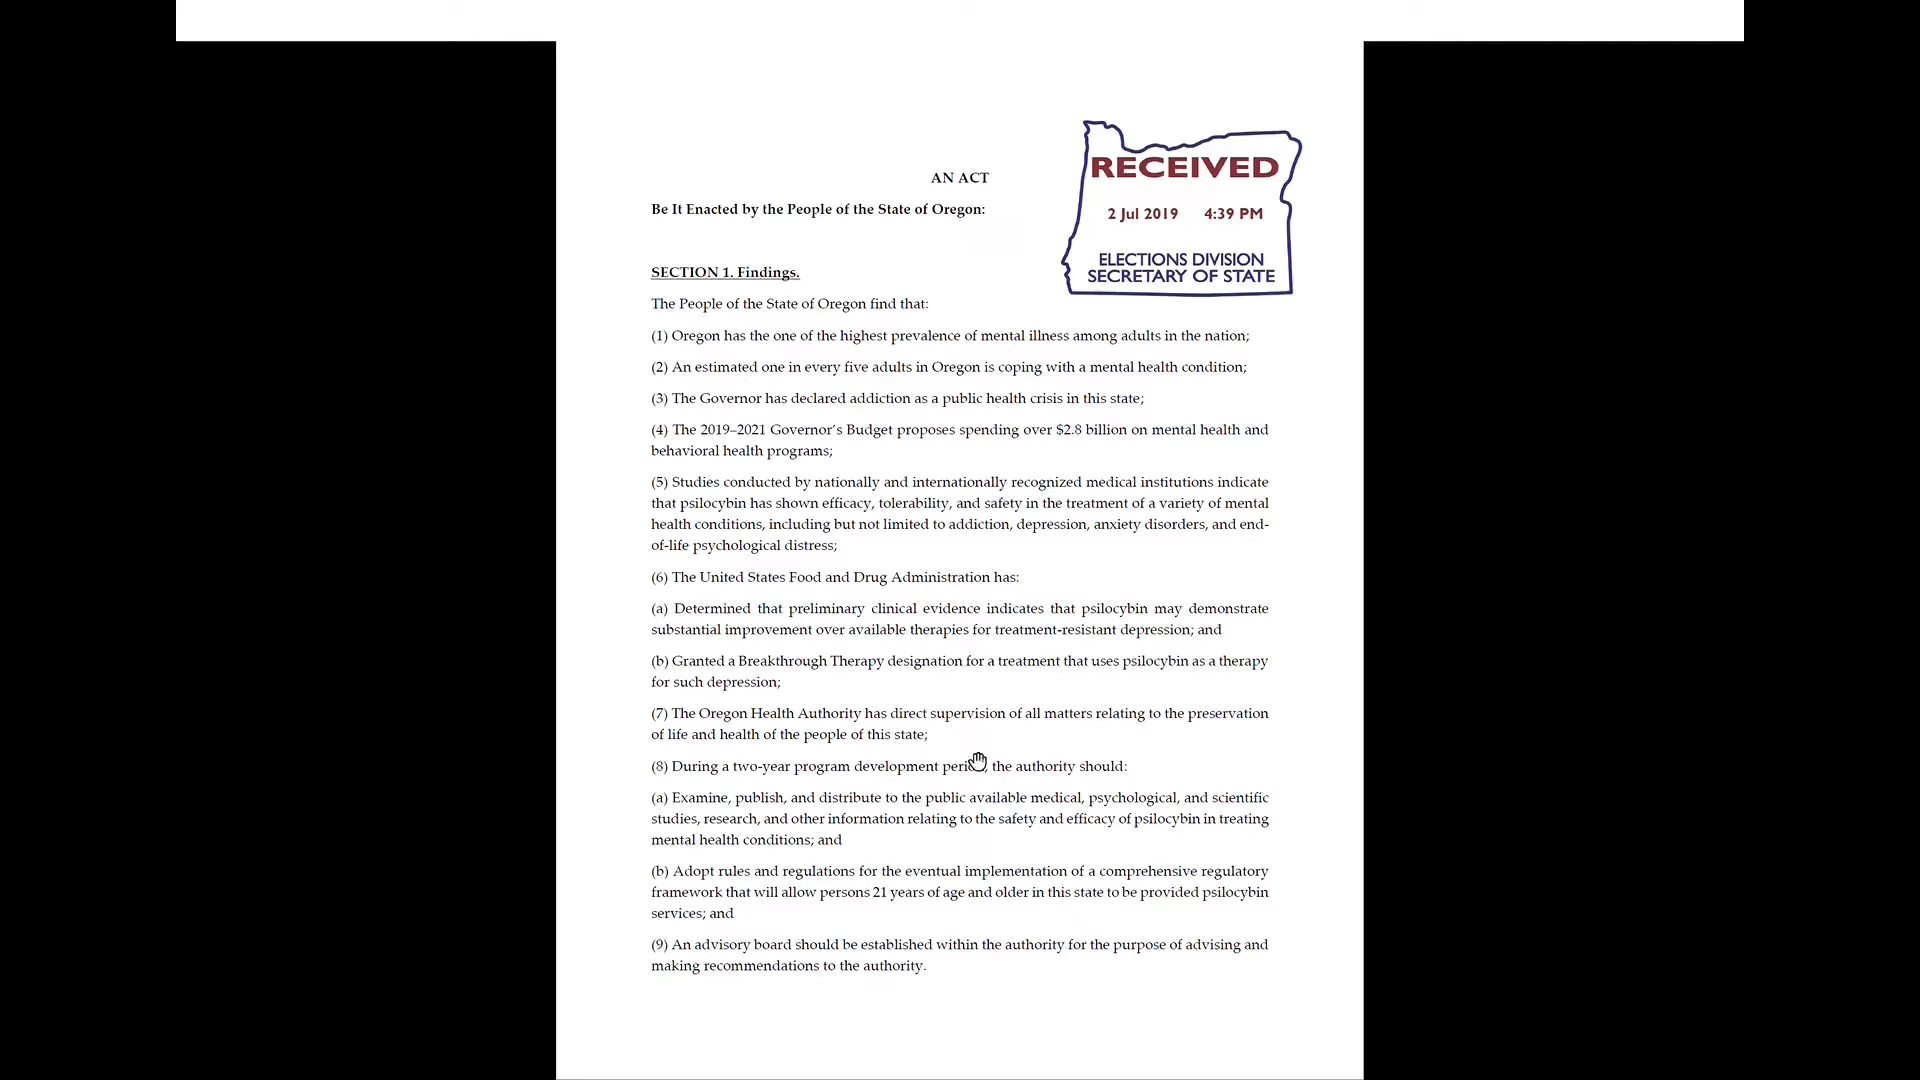 AN ACT
RECEIVED
2 Jul 2019 4:39 PM
ELECTIONS DIVISION
SECRETARY OF STATE
Be It Enacted by the People of the State of Oregon:
SECTION 1. Findings.
The People of the State of Oregon find that:
(1) Oregon has the one of the highest prevalence of mental illness among adults in the nation;
(2) An estimated one in every five adults in Oregon is coping with a mental health condition;
(3) The Governor has declared addiction as a public health crisis in this state;
(4) The 2019–2021 Governor's Budget proposes spending over $2.8 billion on mental health and
behavioral health programs;
(5) Studies conducted by nationally and internationally recognized medical institutions indicate
that psilocybin has shown efficacy, tolerability, and safety in the treatment of a variety of mental
health conditions, including but not limited to addiction, depression, anxiety disorders, and end-
of-life psychological distress;
(6) The United States Food and Drug Administration has:
(a) Determined that preliminary clinical evidence indicates that psilocybin may demonstrate
substantial improvement over available therapies for treatment-resistant depression; and
(b) Granted a Breakthrough Therapy designation for a treatment that uses psilocybin as a therapy
for such depression;
(7) The Oregon Health Authority has direct supervision of all matters relating to the preservation
of life and health of the people of this state;
(8) During a two-year program development period, the authority should:
(a) Examine, publish, and distribute to the public available medical, psychological, and scientific
studies, research, and other information relating to the safety and efficacy of psilocybin in treating
mental health conditions; and
(b) Adopt rules and regulations for the eventual implementation of a comprehensive regulatory
framework that will allow persons 21 years of age and older in this state to be provided psilocybin
services; and
(9) An advisory board should be established within the authority for the purpose of advising and
making recommendations to the authority.